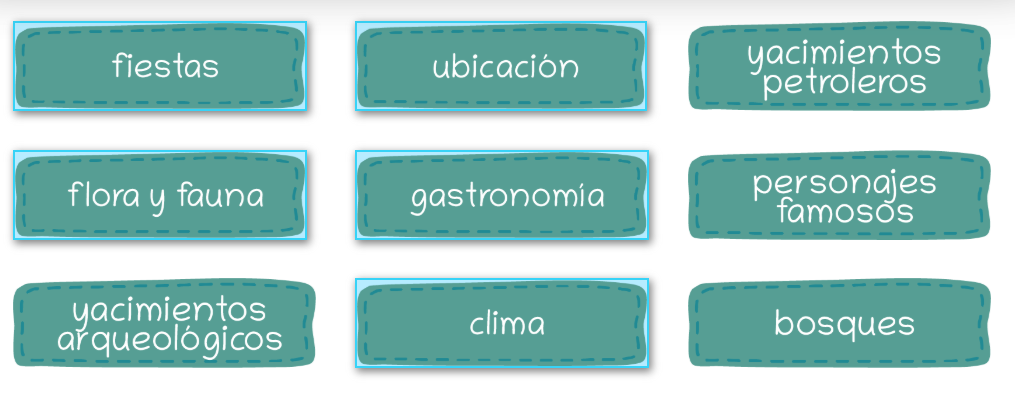 fiestas
ubicación
yacimientos
petroleros
flora y fauna
gastronomía
personajes
famosos
yacimientos
arqueológicos
clima
bosques